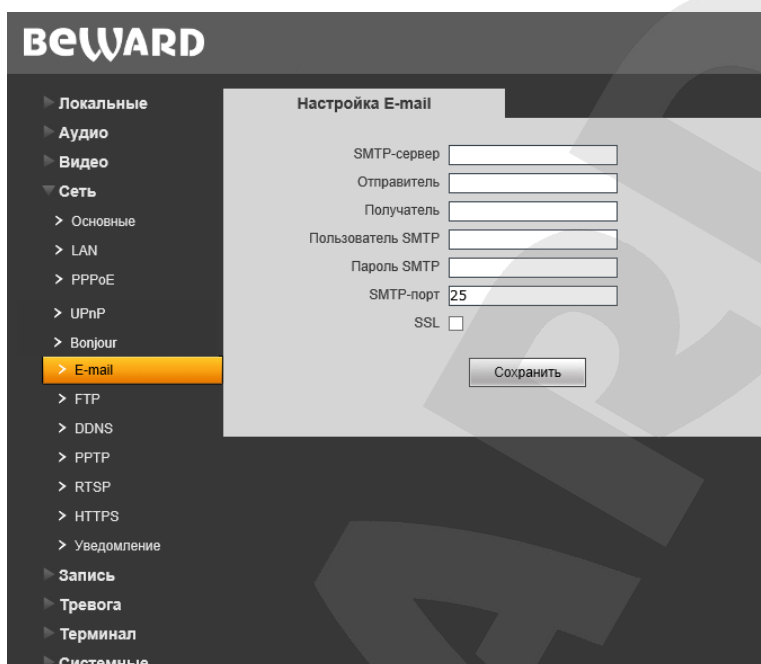 BEWARD
Локальные
Аудио
Видео
Сеть
> Основные
> LAN
> PPPoE
> UPnP
> Bonjour
> E-mail
> FTP
> DDNS
> PPTP
> RTSP
> HTTPS
> Уведомление
Запись
Тревога
Терминал
Системные
Настройка E-mail
SMTP-сервер
Отправитель
Получатель
Пользователь SMTP
Пароль SMTP
SMTP-порт 25
SSL
Сохранить